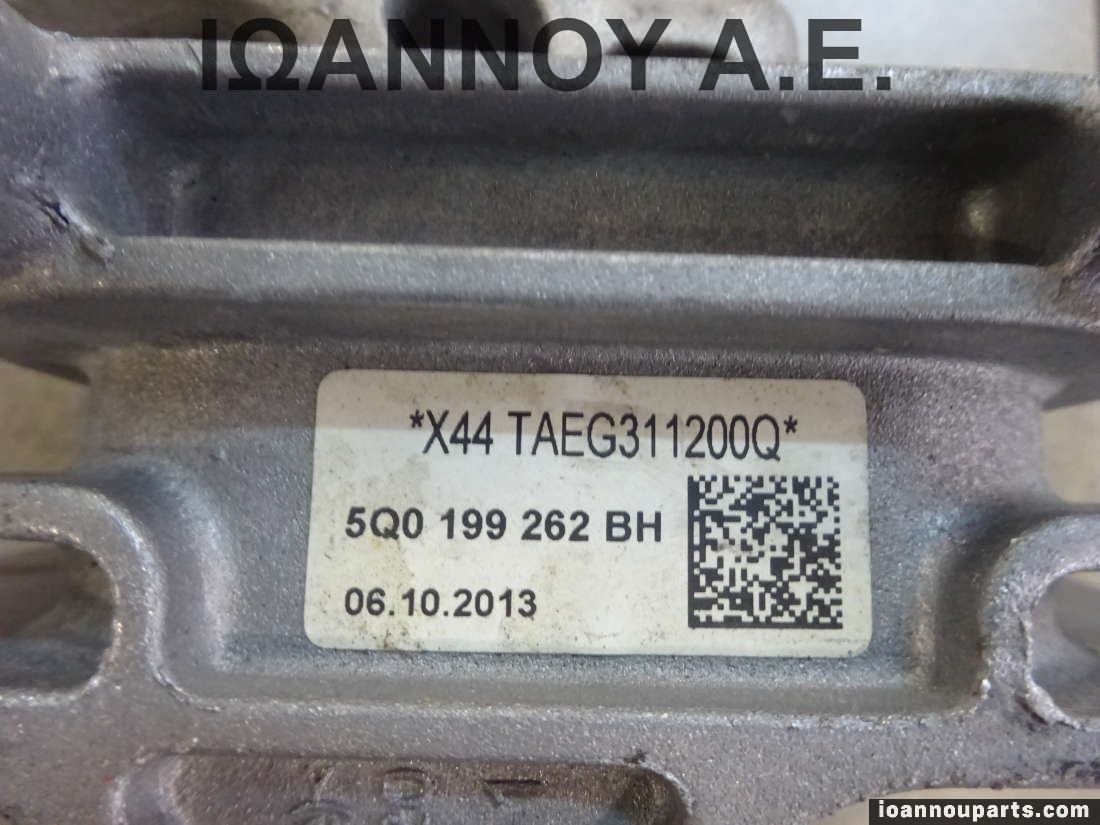 ΙΩΑΝΝΟΥ Α.Ε.
*X44 TAEG311200Q*
5Q0 199 262 BH
06.10.2013
ioannouparts.com